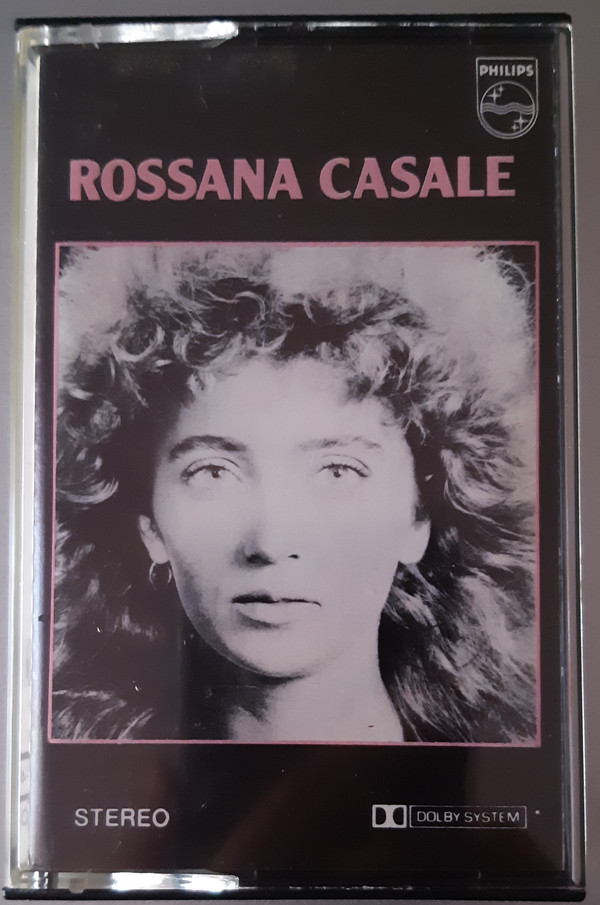 PHILIPS
ROSSANA CASALE
STEREO
DOLBY SYSTEM